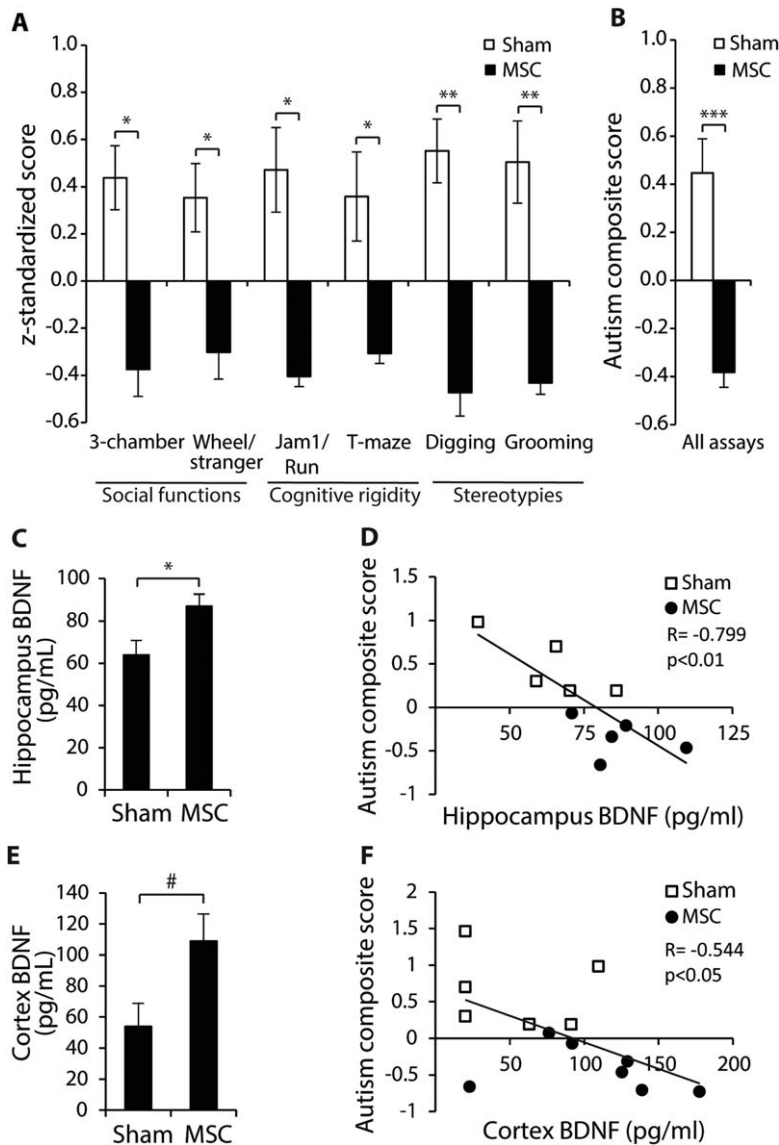 A
Sham
MSC
z-standardized score
1.0
0.8
0.6
0.4
0.2
0.0
-0.2
-0.4
-0.6
*
*
*
*
**
**
3-chamber
Wheel/
stranger
Jam1/
Run
T-maze
Digging
Grooming
Social functions
Cognitive rigidity
Stereotypies
B
Sham
MSC
Autism composite score
1.0
0.8
0.6
0.4
0.2
0.0
-0.2
-0.4
-0.6
***
All assays
C
Hippocampus BDNF
(pg/mL)
100
80
60
40
20
0
*
Sham MSC
D
Autism composite score
1.5
1
0.5
0
-0.5
-1
Sham
MSC
R= -0.799
p<0.01
50
75
100
125
Hippocampus BDNF (pg/ml)
E
Cortex BDNF
(pg/mL)
140
120
100
80
60
40
20
0
#
Sham MSC
F
Autism composite score
2
1.5
1
0.5
0
-0.5
-1
Sham
MSC
R= -0.544
p<0.05
50
100
150
200
Cortex BDNF (pg/ml)